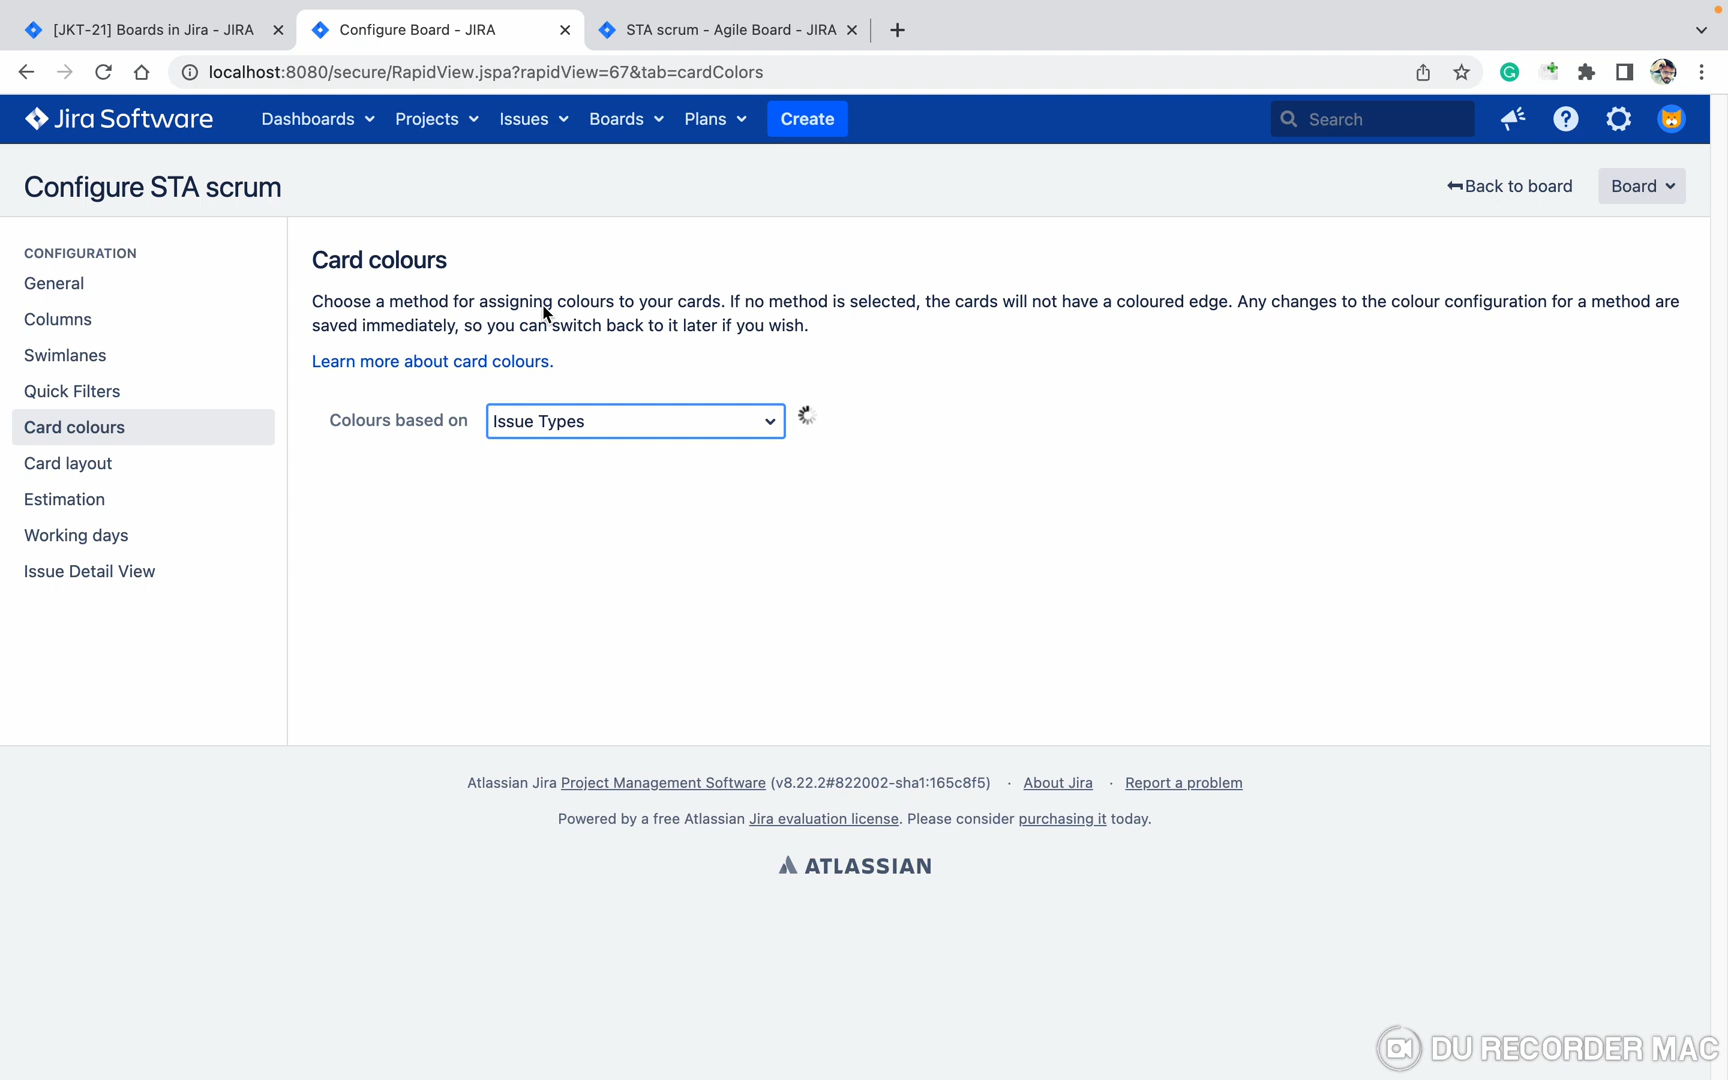 [JKT-21] Boards in Jira - JIRA
Configure Board - JIRA
STA scrum - Agile Board - JIRA
localhost:8080/secure/RapidView.jspa?rapidView=67&tab=cardColors
Jira Software
Dashboards
Projects
Issues
Boards
Plans
Create
Search
Configure STA scrum
Back to board
Board
CONFIGURATION
General
Columns
Swimlanes
Quick Filters
Card colours
Card layout
Estimation
Working days
Issue Detail View
Card colours
Choose a method for assigning colours to your cards. If no method is selected, the cards will not have a coloured edge. Any changes to the colour configuration for a method are
saved immediately, so you can switch back to it later if you wish.
Learn more about card colours.
Colours based on
Issue Types
Atlassian Jira Project Management Software (v8.22.2#822002-sha1:165c8f5) · About Jira · Report a problem
Powered by a free Atlassian Jira evaluation license. Please consider purchasing it today.
ATLASSIAN
DU RECORDER MAC